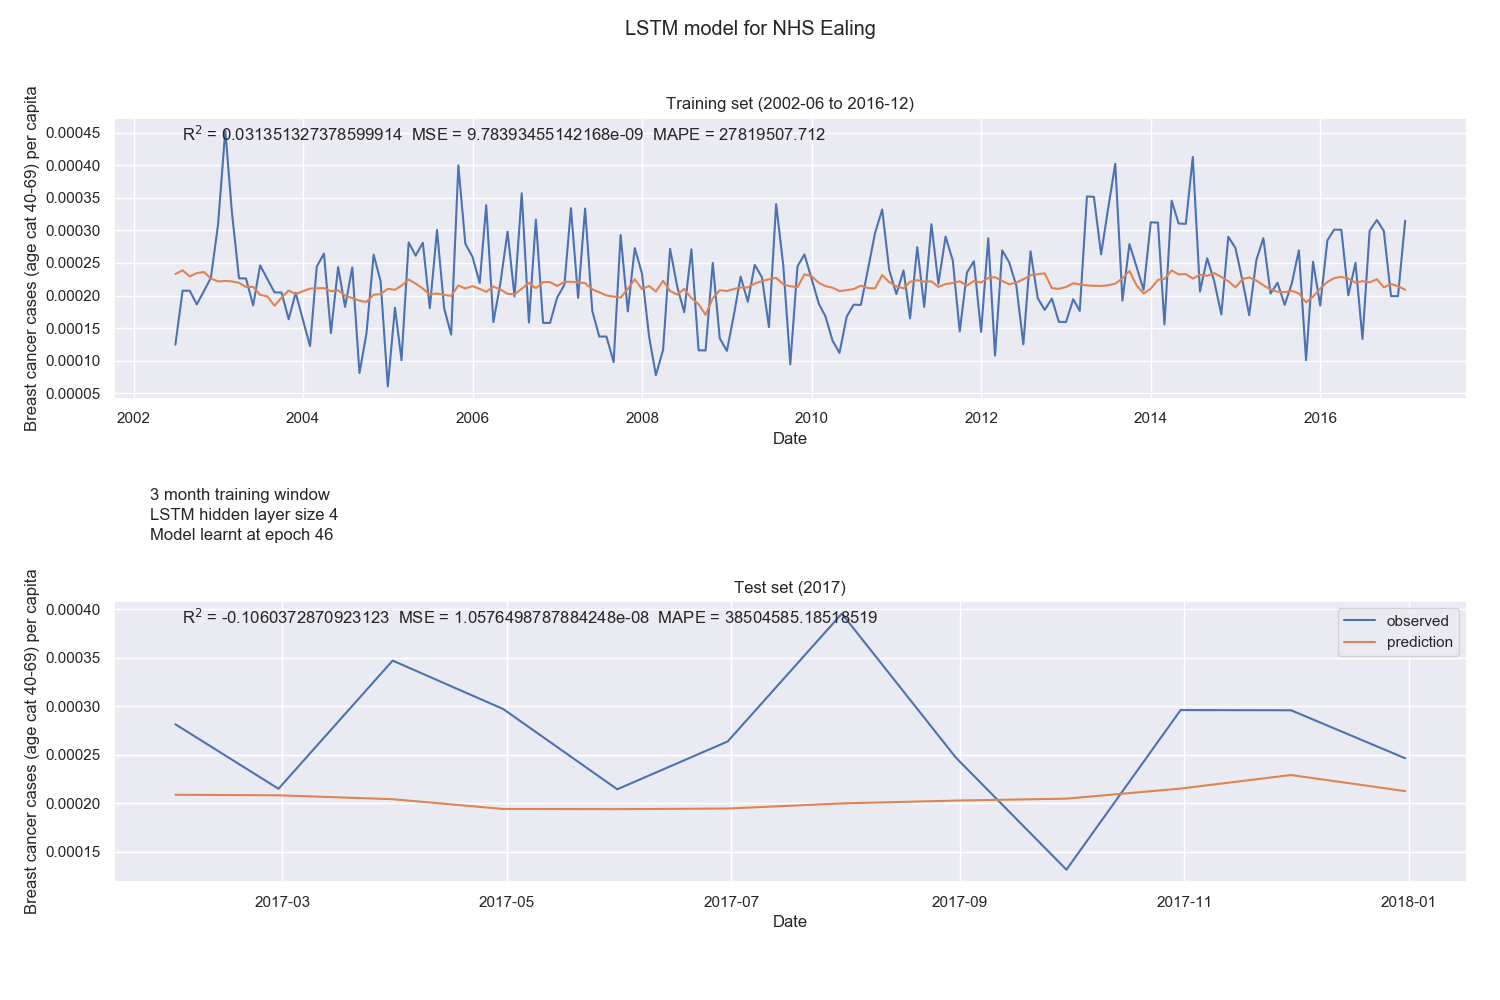 LSTM model for NHS Ealing
Training set (2002-06 to 2016-12)
R² = 0.031351327378599914 MSE = 9.78393455142168e-09 MAPE = 27819507.712
Breast cancer cases (age cat 40-69) per capita
0.00045
0.00040
0.00035
0.00030
0.00025
0.00020
0.00015
0.00010
0.00005
2002 2004 2006 2008 2010 2012 2014 2016
Date
3 month training window
LSTM hidden layer size 4
Model learnt at epoch 46
Test set (2017)
R² = -0.1060372870923123 MSE = 1.0576498787884248e-08 MAPE = 38504585.18518519
observed
prediction
Breast cancer cases (age cat 40-69) per capita
0.00040
0.00035
0.00030
0.00025
0.00020
0.00015
2017-03 2017-05 2017-07 2017-09 2017-11 2018-01
Date